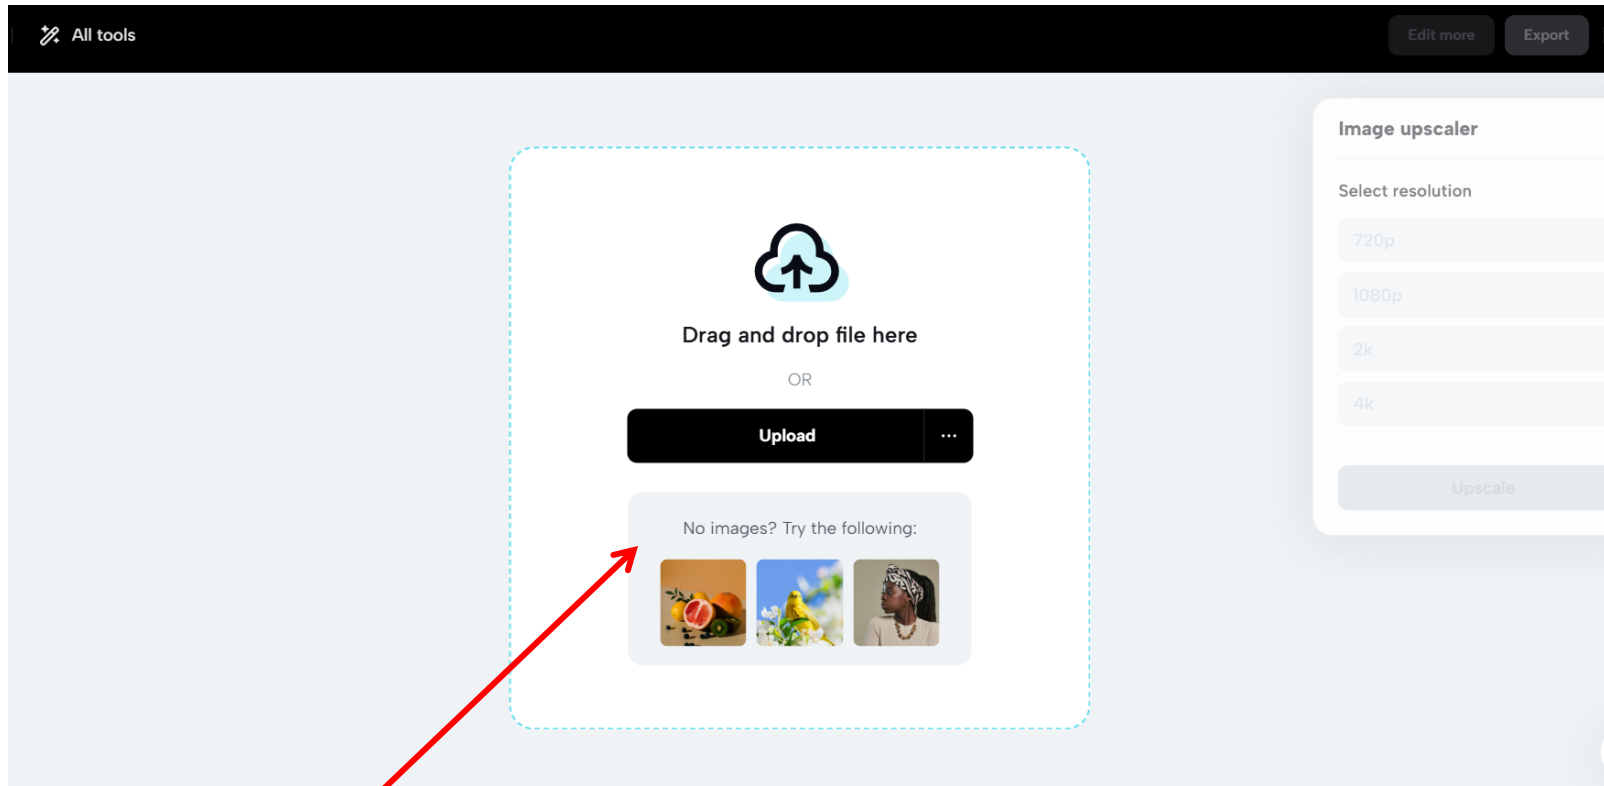 All tools
Edit more
Export
Image upscaler
Select resolution
720p
1080p
2k
4k
Upscale
Drag and drop file here
OR
Upload
No images? Try the following: